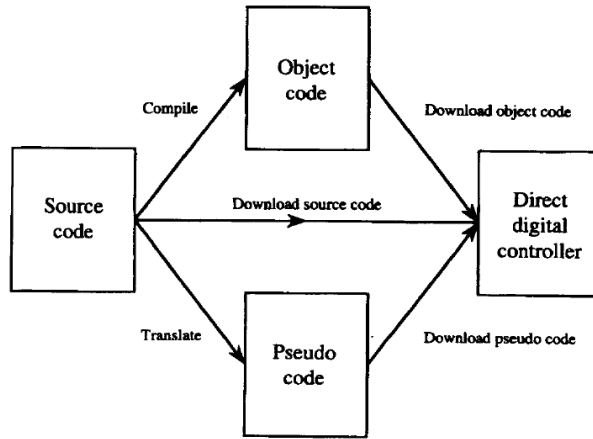 Object
code
Compile
Download object code
Source
code
Download source code
Direct
digital
controller
Translate
Download pseudo code
Pseudo
code